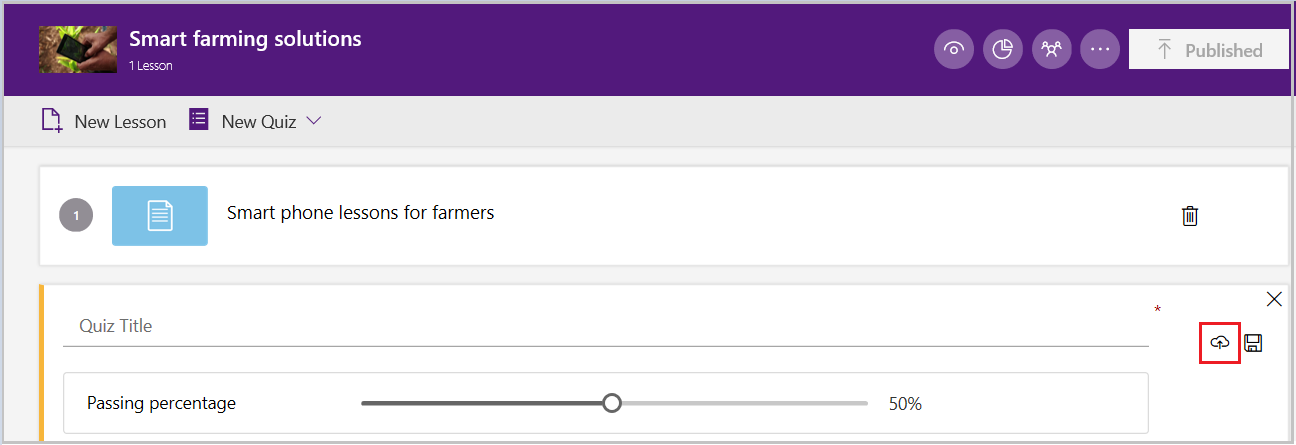 Smart farming solutions
1 Lesson
Published
New Lesson
New Quiz
1
Smart phone lessons for farmers
Quiz Title
*
Passing percentage
50%